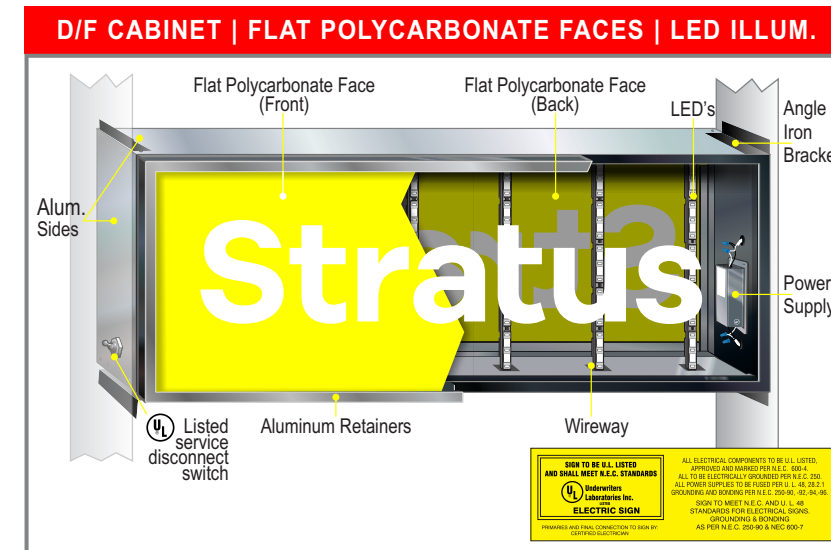 D/F CABINET | FLAT POLYCARBONATE FACES | LED ILLUM.
Flat Polycarbonate Face
(Front)
Flat Polycarbonate Face
(Back)
LED's
Angle
Iron
Bracke
Alum.
Sides
Stratus
Power
Supply
UL Listed
service
disconnect
switch
Aluminum Retainers
Wireway
SIGN TO BE U.L. LISTED
AND SHALL MEET N.E.C. STANDARDS
UL
Underwriters
Laboratories Inc.
LISTED
ELECTRIC SIGN
PRIMARIES AND FINAL CONNECTION TO SIGN BY
CERTIFIED ELECTRICIAN
ALL ELECTRICAL COMPONENTS TO BE U.L. LISTED,
APPROVED AND MARKED PER N.E.C. 600-4.
ALL TO BE ELECTRICALLY GROUNDED PER N.E.C. 250.
ALL POWER SUPPLIES TO BE FUSED PER U.L. 48, 28.2.1
GROUNDING AND BONDING PER N.E.C. 250-90, -92,-94,-96.
SIGN TO MEET N.E.C. AND U. L. 48
STANDARDS FOR ELECTRICAL SIGNS.
GROUNDING & BONDING
AS PER N.E.C. 250-90 & NEC 600-7